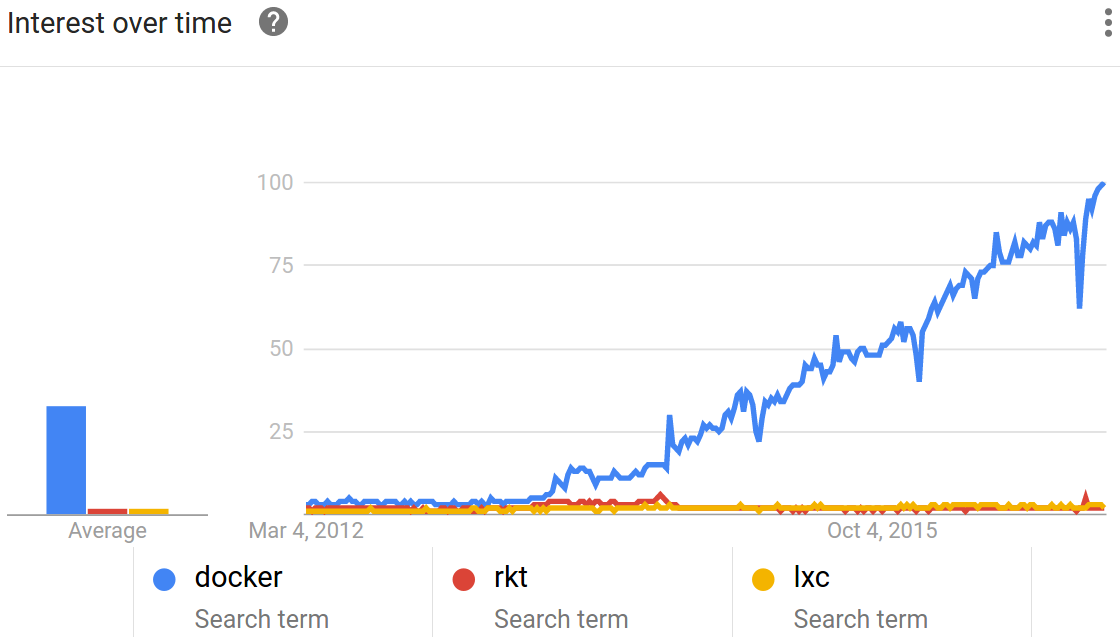 Interest over time ?
100
75
50
25
Average
Mar 4, 2012 Oct 4, 2015
docker rkt lxc
Search term Search term Search term